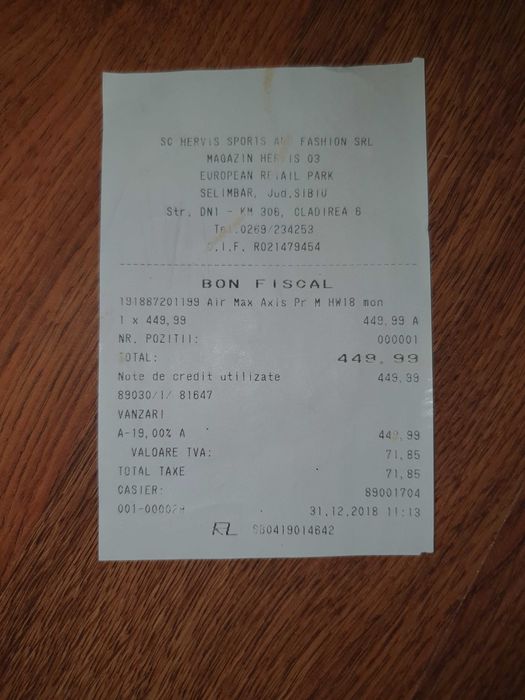 SC HERVIS SPORTS AND FASHION SRL
MAGAZIN HERVIS 03
EUROPEAN RETAIL PARK
SELIMBAR, Jud.SIBIU
Str. DN1 - KM 306, CLADIREA 6
Tel.0269/234253
C.I.F. RO21479454
BON FISCAL
191887201199 Air Max Axis Pr M HW18 mon
1 x 449,99 449,99 A
NR. POZITII: 000001
TOTAL: 449,99
Note de credit utilizate 449,99
89030/1/ 81647
VANZARI
A-19,00% A 449,99
VALOARE TVA: 71,85
TOTAL TAXE 71,85
CASIER: 89001704
001-000029 31.12.2018 11:13
0419014642